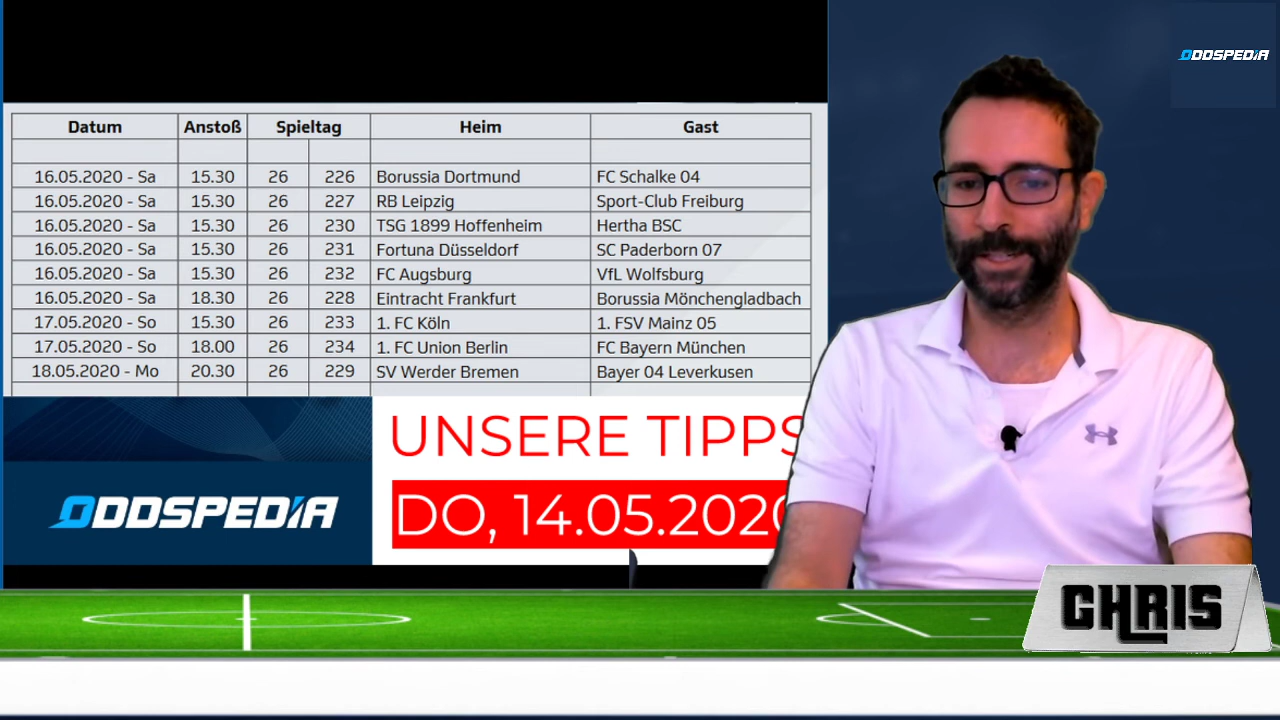 ODDSPEDIA
Datum Anstoß Spieltag Heim Gast
16.05.2020 - Sa 15.30 26 226 Borussia Dortmund FC Schalke 04
16.05.2020 - Sa 15.30 26 227 RB Leipzig Sport-Club Freiburg
16.05.2020 - Sa 15.30 26 230 TSG 1899 Hoffenheim Hertha BSC
16.05.2020 - Sa 15.30 26 231 Fortuna Düsseldorf SC Paderborn 07
16.05.2020 - Sa 15.30 26 232 FC Augsburg VfL Wolfsburg
16.05.2020 - Sa 18.30 26 228 Eintracht Frankfurt Borussia Mönchengladbach
17.05.2020 - So 15.30 26 233 1. FC Köln 1. FSV Mainz 05
17.05.2020 - So 18.00 26 234 1. FC Union Berlin FC Bayern München
18.05.2020 - Mo 20.30 26 229 SV Werder Bremen Bayer 04 Leverkusen
UNSERE TIPPS
ODDSPEDIA
DO, 14.05.2020
CHRIS